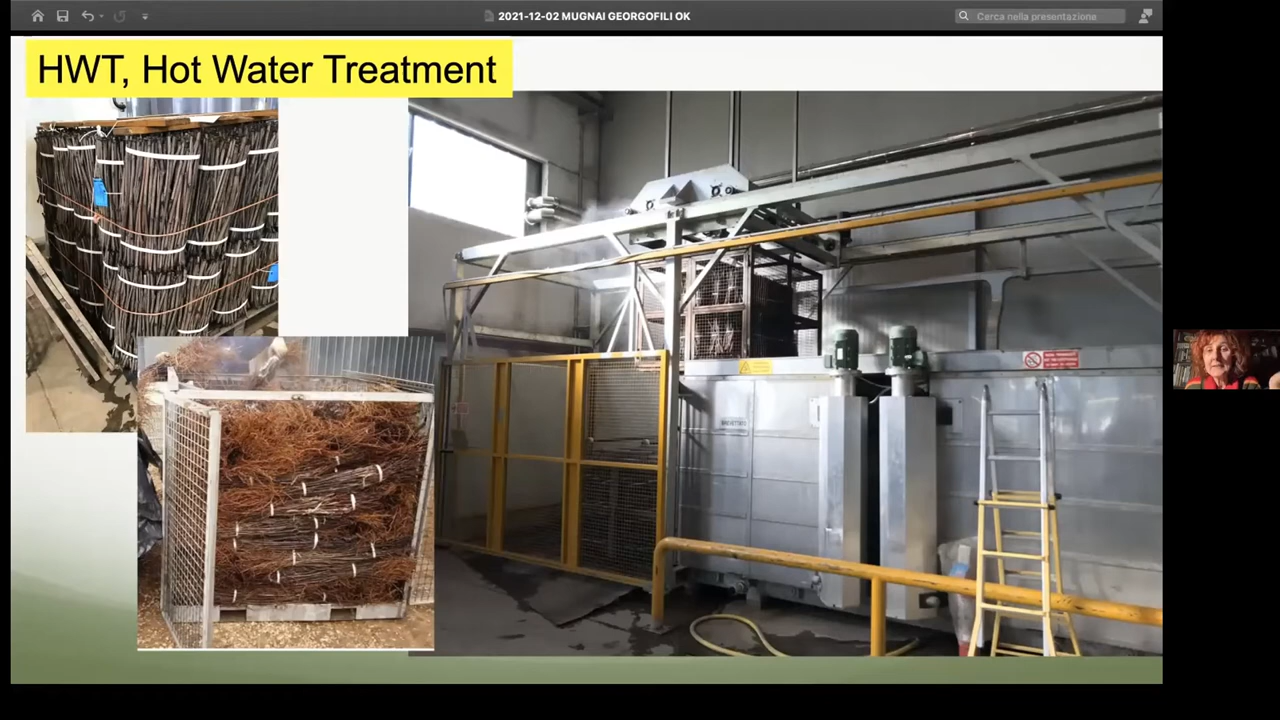 2021-12-02 MUGNAI GEORGOFILI OK
Cerca nella presentazione
HWT, Hot Water Treatment